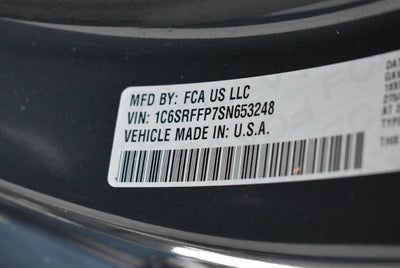 MFD BY: FCA US LLC
VIN: 1C6SRFFP7SN653248
VEHICLE MADE IN: U.S.A.